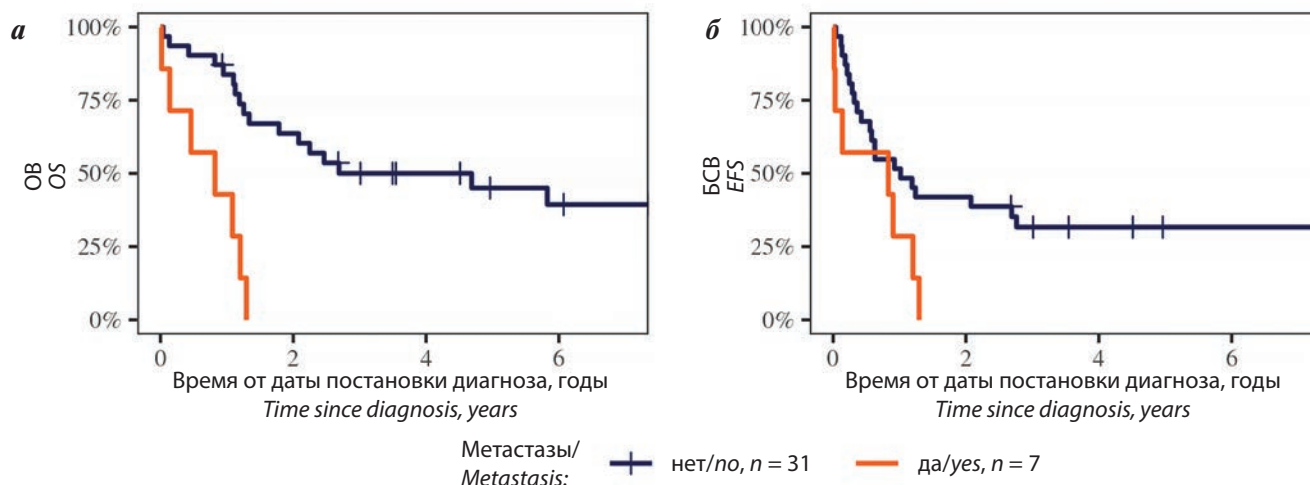 а
100%
75%
50%
25%
0%
ОВ
OS
0 2 4 6
Время от даты постановки диагноза, годы
Time since diagnosis, years
б
100%
75%
50%
25%
0%
БСВ
EFS
0 2 4 6
Время от даты постановки диагноза, годы
Time since diagnosis, years
Метастазы/
Metastasis:
нет/no, n = 31
да/yes, n = 7